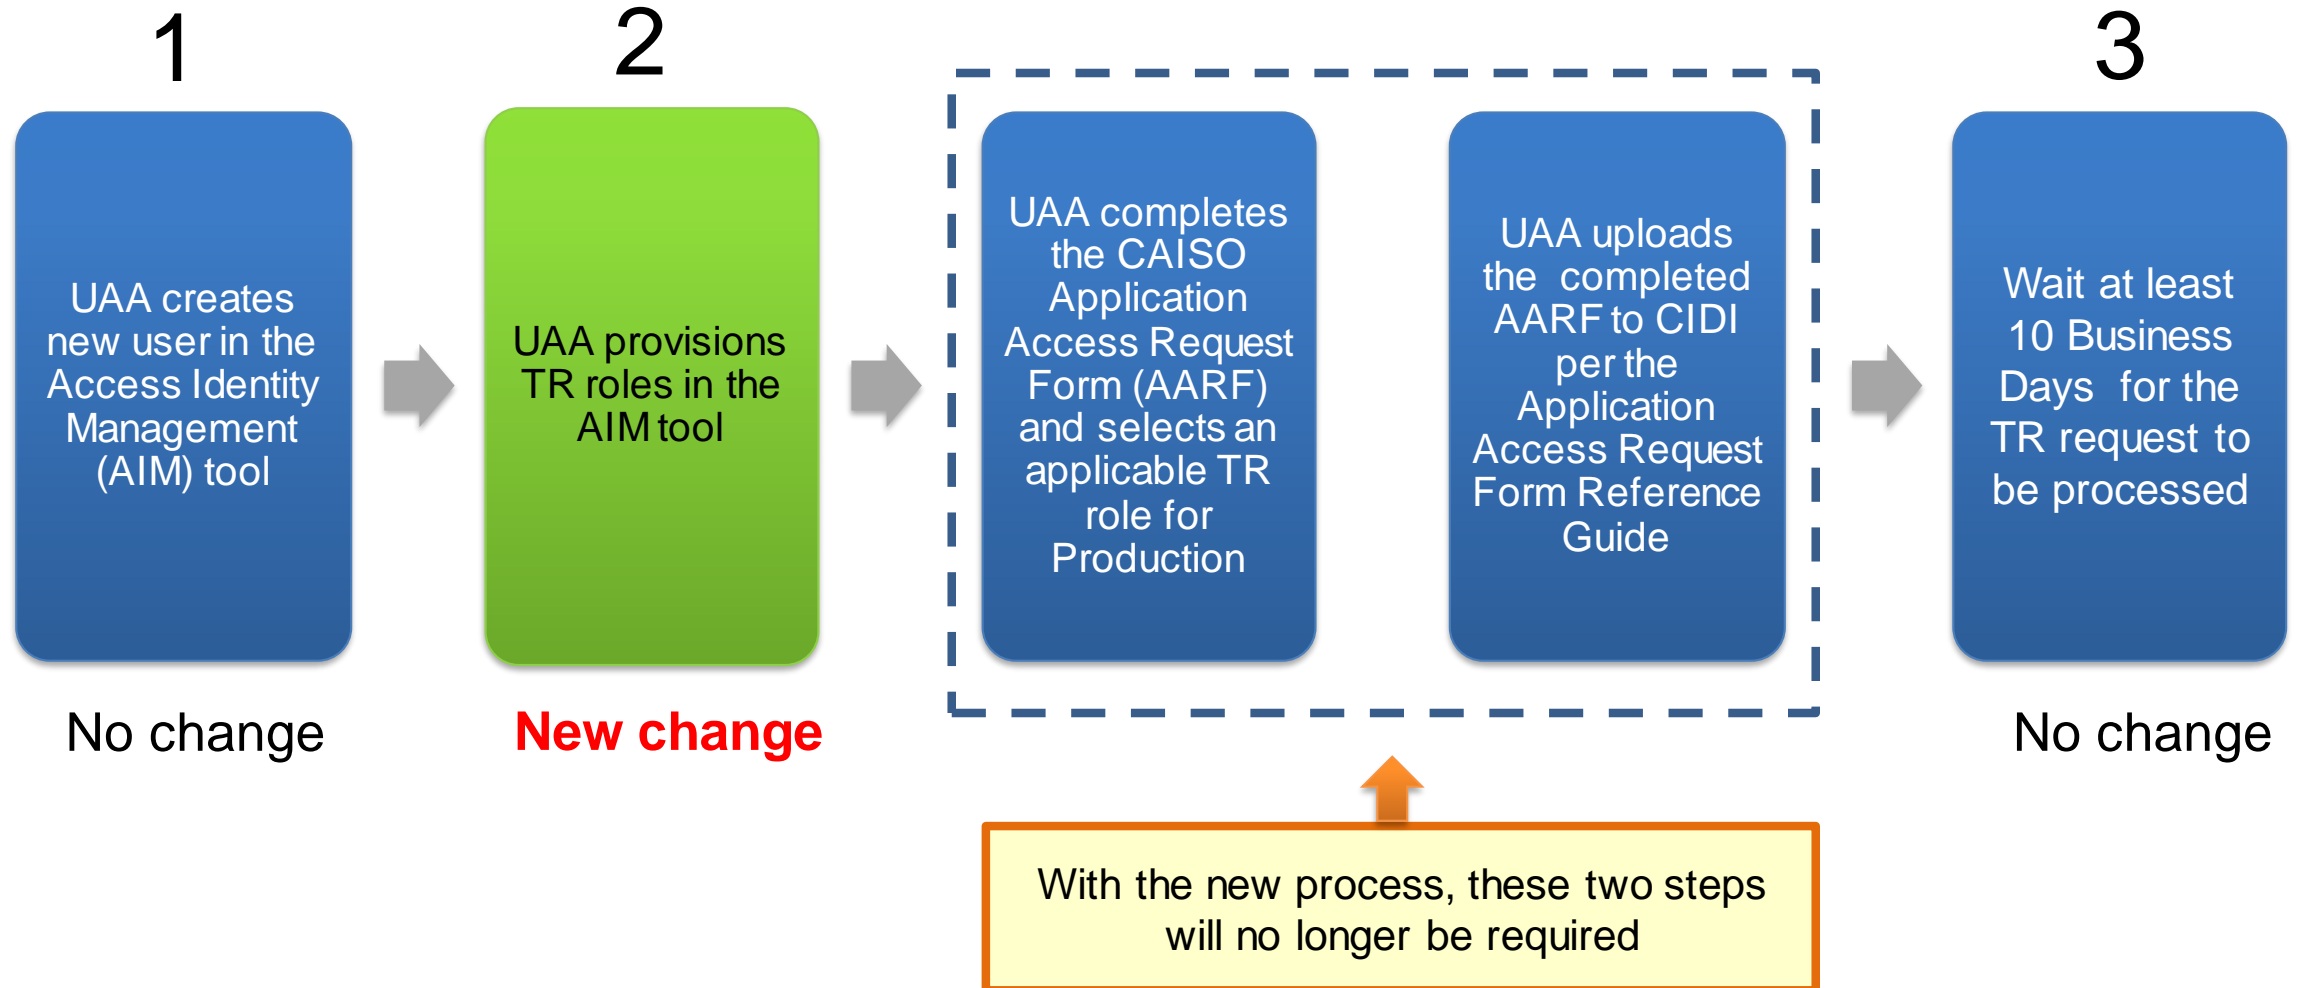 1
UAA creates
new user in the
Access Identity
Management
(AIM) tool
No change
2
UAA provisions
TR roles in the
AIM tool
New change
UAA completes
the CAISO
Application
Access Request
Form (AARF)
and selects an
applicable TR
role for
Production
UAA uploads
the completed
AARF to CIDI
per the
Application
Access Request
Form Reference
Guide
With the new process, these two steps
will no longer be required
3
Wait at least
10 Business
Days for the
TR request to
be processed
No change